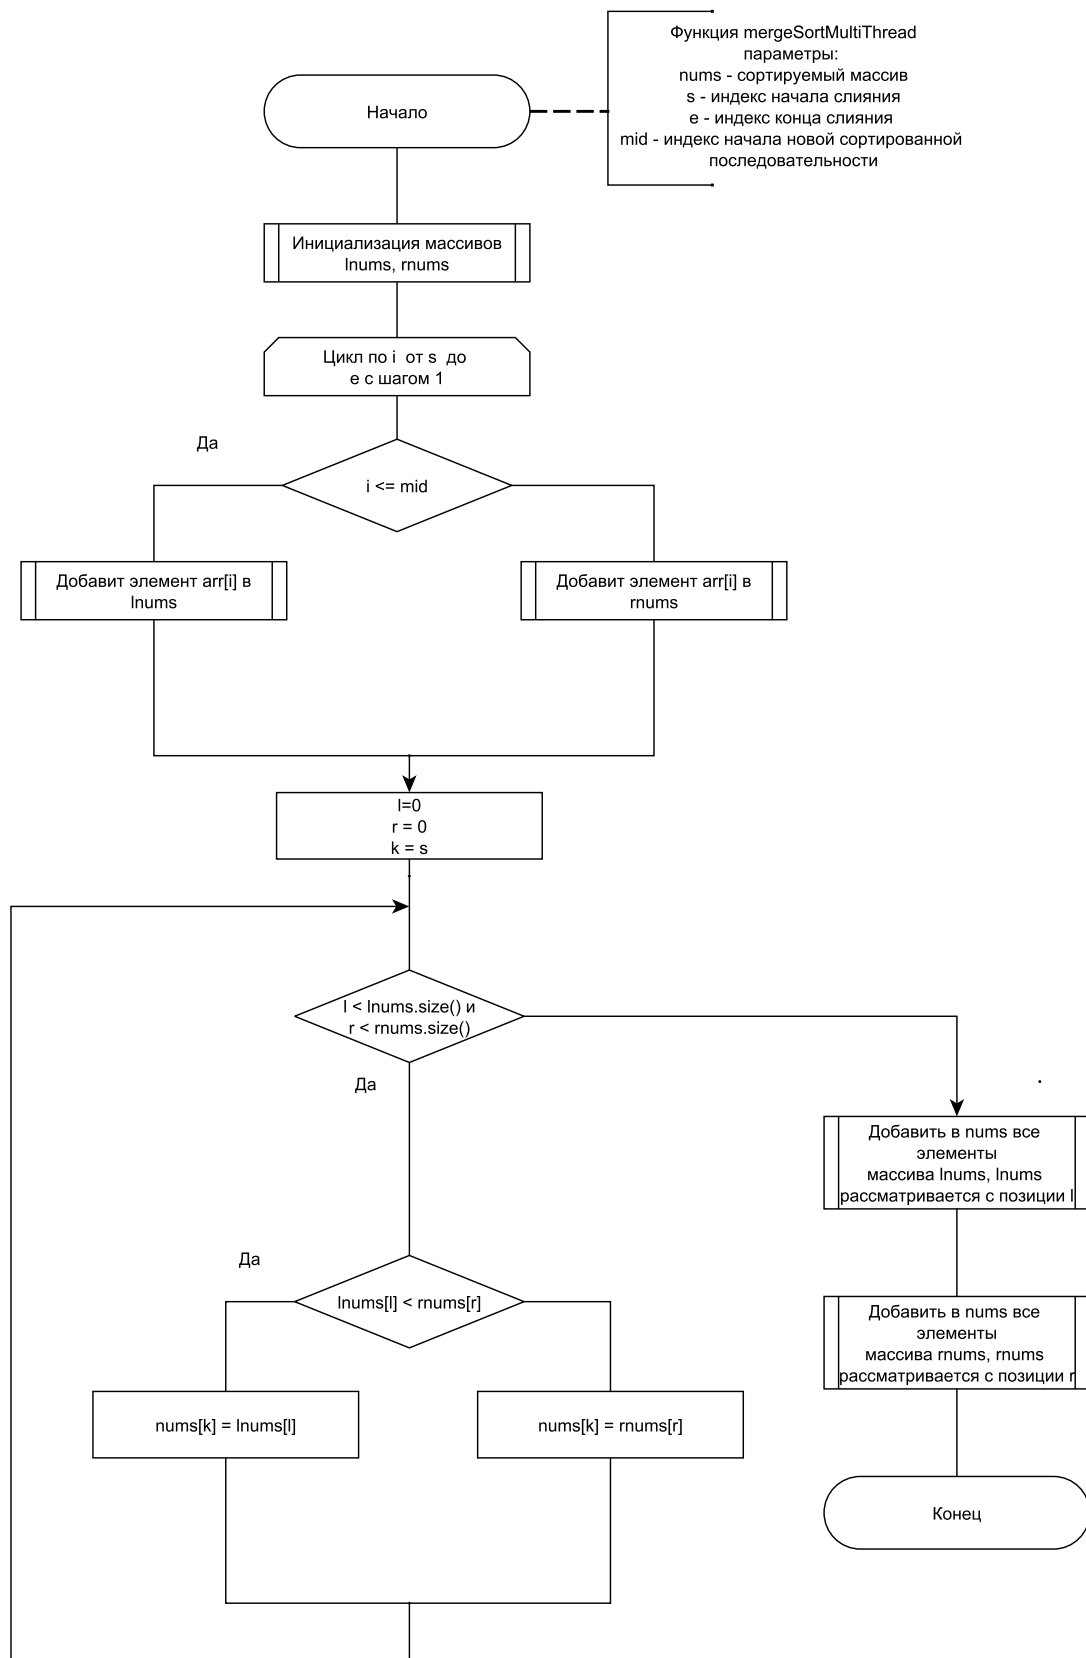 Функция mergeSortMultiThread
параметры:
nums - сортируемый массив
s - индекс начала слияния
e - индекс конца слияния
mid - индекс начала новой сортированной
последовательности
Начало
Инициализация массивов
lnums, rnums
Цикл по i от s до
e с шагом 1
Да
i <= mid
Добавит элемент arr[i] в
lnums
Добавит элемент arr[i] в
rnums
l=0
r = 0
k = s
l < lnums.size() и
r < rnums.size()
Да
Добавить в nums все
элементы
массива lnums, lnums
рассматривается с позиции l
Да
lnums[l] < rnums[r]
Добавить в nums все
элементы
массива rnums, rnums
рассматривается с позиции r
nums[k] = lnums[l]
nums[k] = rnums[r]
Конец